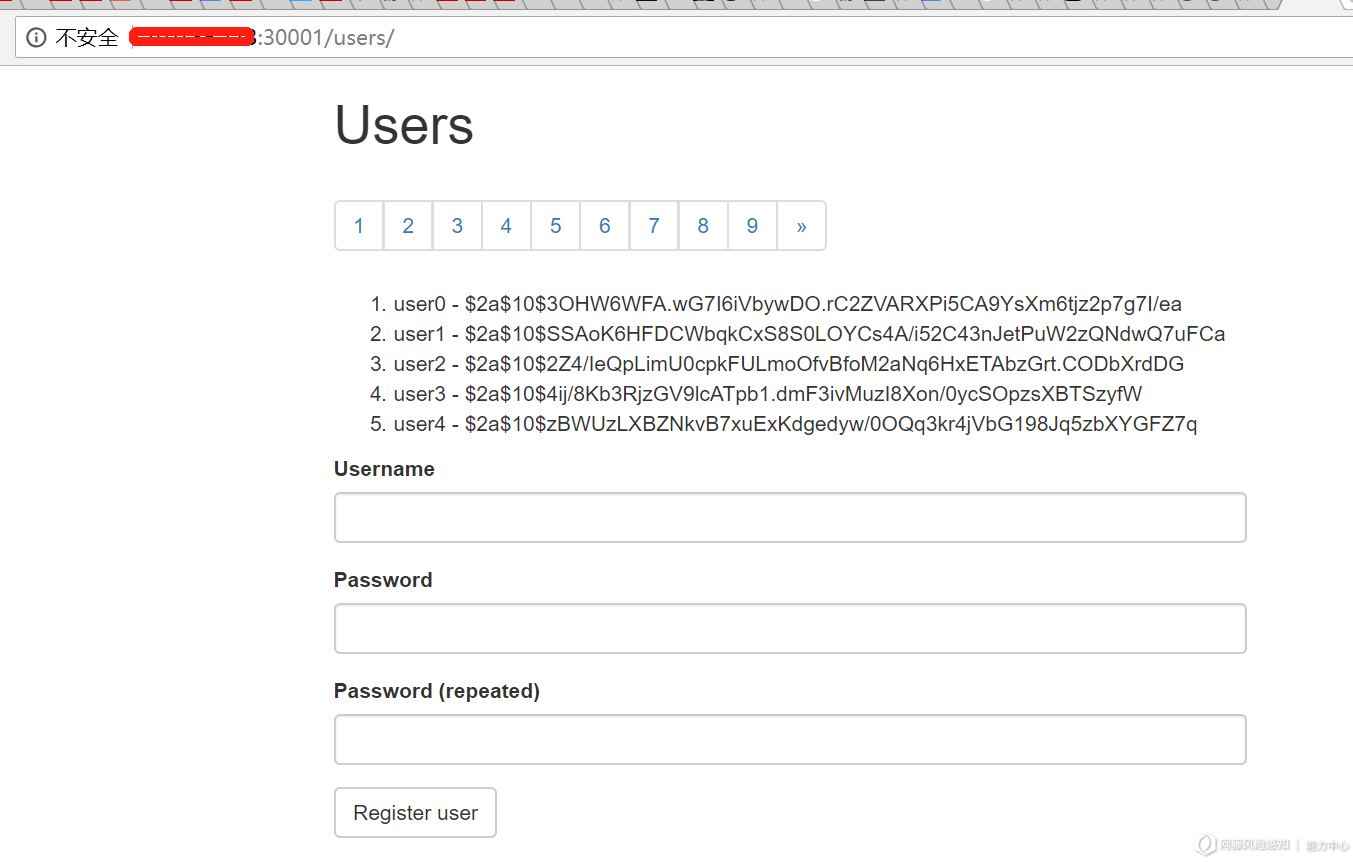 不安全 :30001/users/
Users
1 2 3 4 5 6 7 8 9 »
1. user0 - $2a$10$3OHW6WFA.wG7I6iVbywDO.rC2ZVARXPi5CA9YsXm6tjz2p7g7I/ea
2. user1 - $2a$10$SSAoK6HFDCWbqkCxS8S0LOYCs4A/i52C43nJetPuW2zQNdwQ7uFCa
3. user2 - $2a$10$2Z4/IeQpLimU0cpkFULmoOfvBfoM2aNq6HxETAbzGrt.CODbXrdDG
4. user3 - $2a$10$4ij/8Kb3RjzGV9lcATpb1.dmF3ivMuzI8Xon/0ycSOpzsXBTSzyfW
5. user4 - $2a$10$zBWUzLXBZNkvB7xuExKdgedyw/0OQq3kr4jVbG198Jq5zbXYGFZ7q
Username
Password
Password (repeated)
Register user
网藤风险感知 | 能力中心